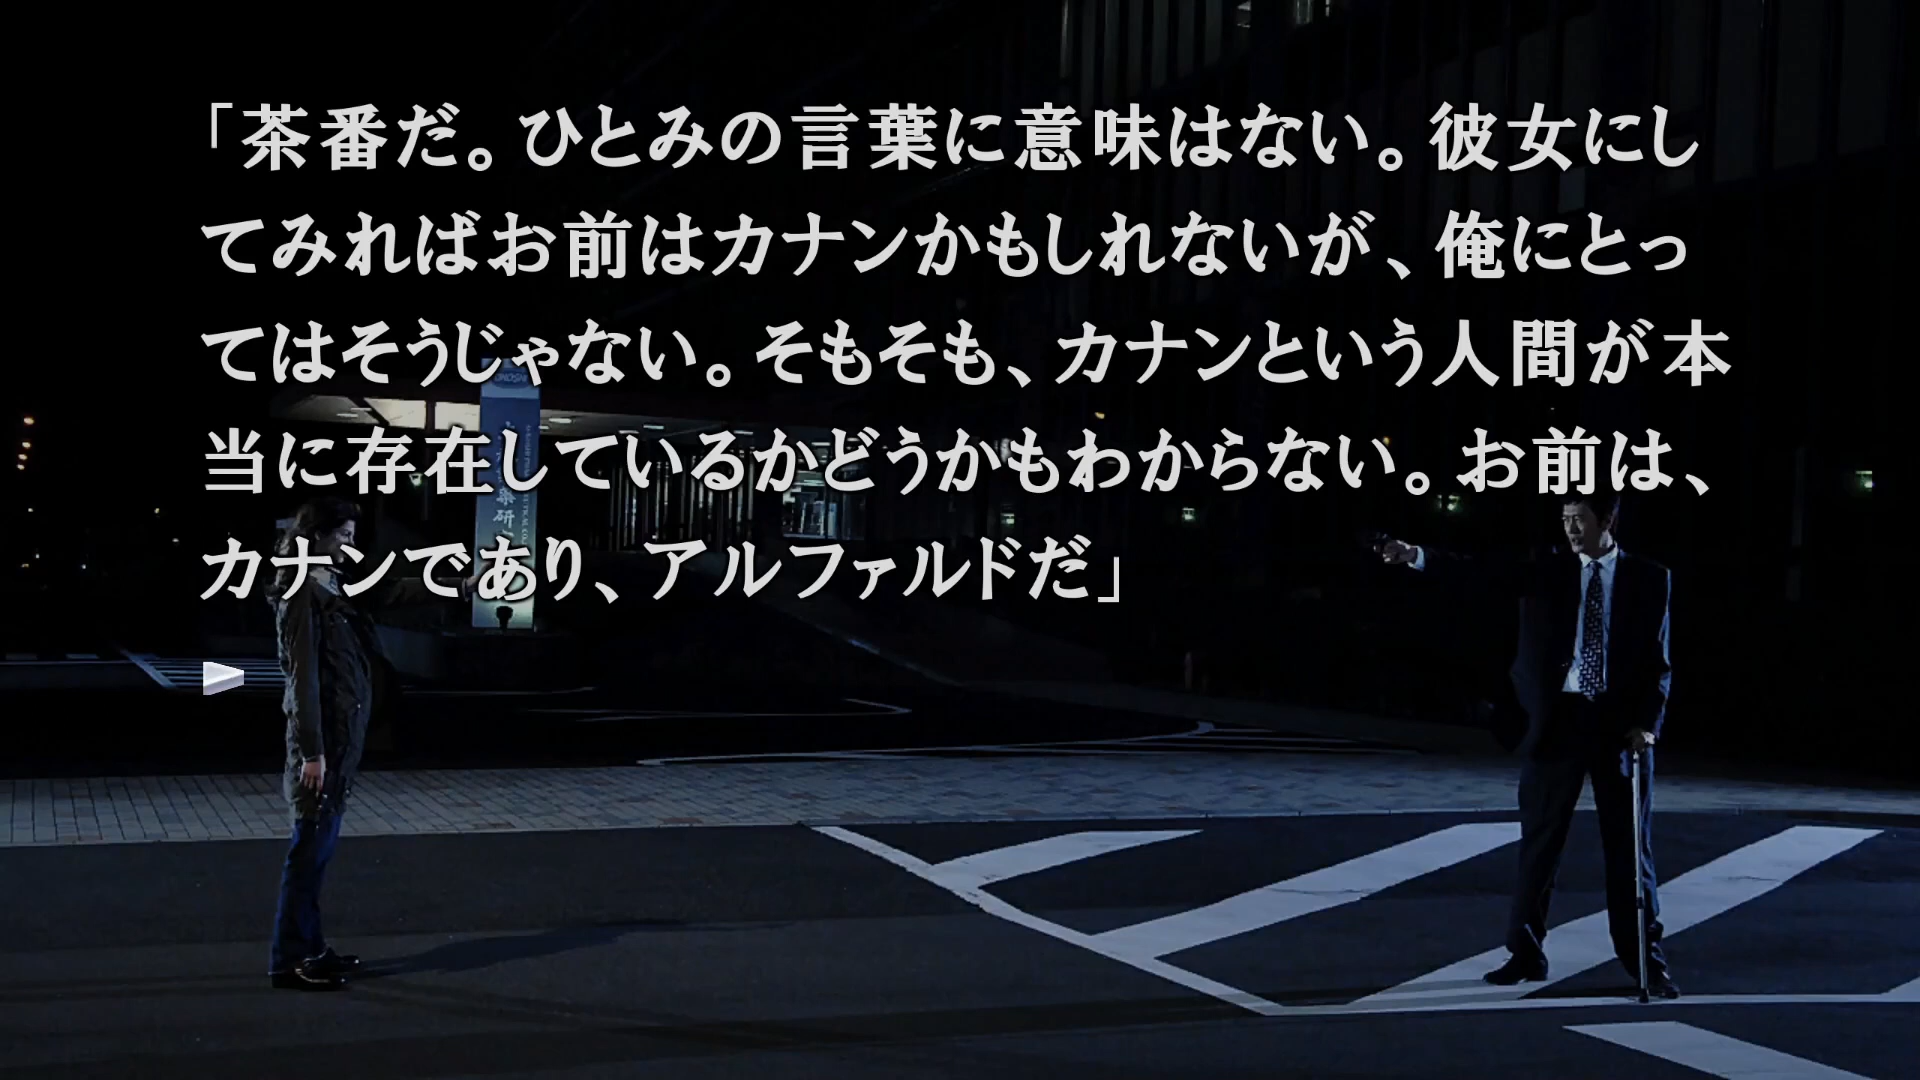 「茶番だ。ひとみの言葉に意味はない。彼女にし
てみればお前はカナンかもしれないが、俺にとっ
てはそうじゃない。そもそも、カナンという人間が本
当に存在しているかどうかもわからない。お前は、
カナンであり、アルファルドだ」